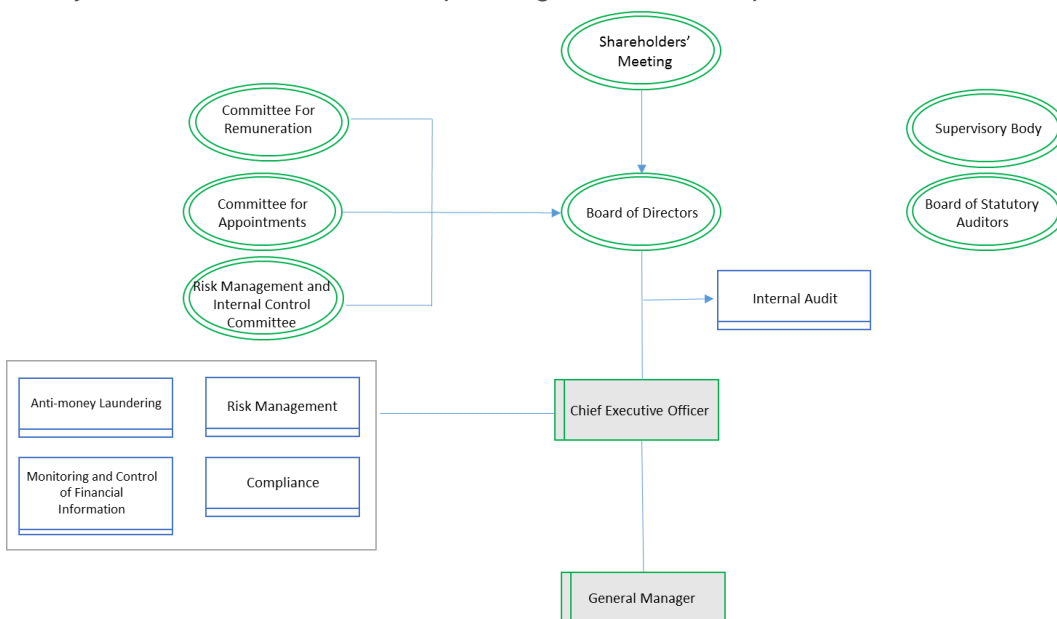 Shareholders'
Meeting
Committee For
Remuneration
Supervisory Body
Committee for
Appointments
Board of Directors
Board of Statutory
Auditors
Risk Management and
Internal Control
Committee
Internal Audit
Anti-money Laundering
Risk Management
Chief Executive Officer
Monitoring and Control
of Financial
Information
Compliance
General Manager